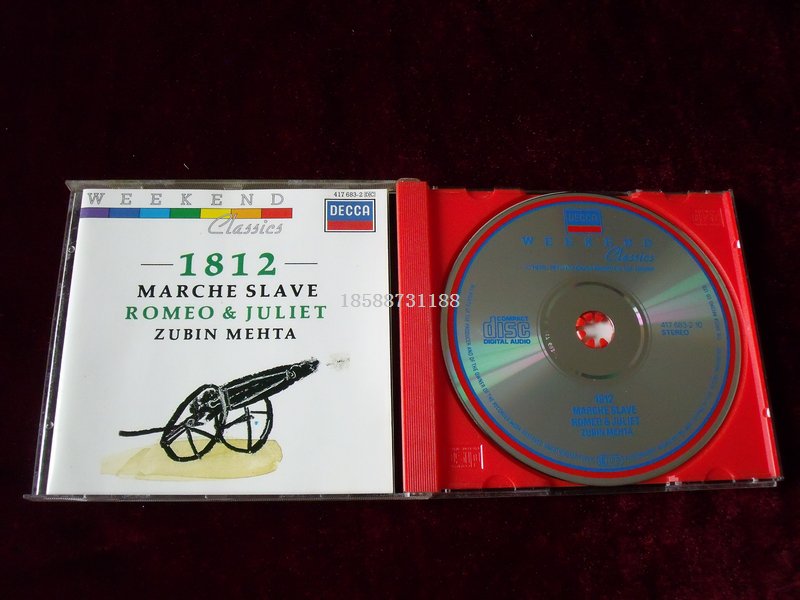 WEEKEND
Classics
417 683-2 (DIC)
DECCA
1812
MARCHE SLAVE
ROMEO & JULIET
ZUBIN MEHTA
18588731188
DECCA
WEEKEND
Classics
COMPACT
disc
DIGITAL AUDIO
417 683-2
STEREO
1812
MARCHE SLAVE
ROMEO & JULIET
ZUBIN MEHTA